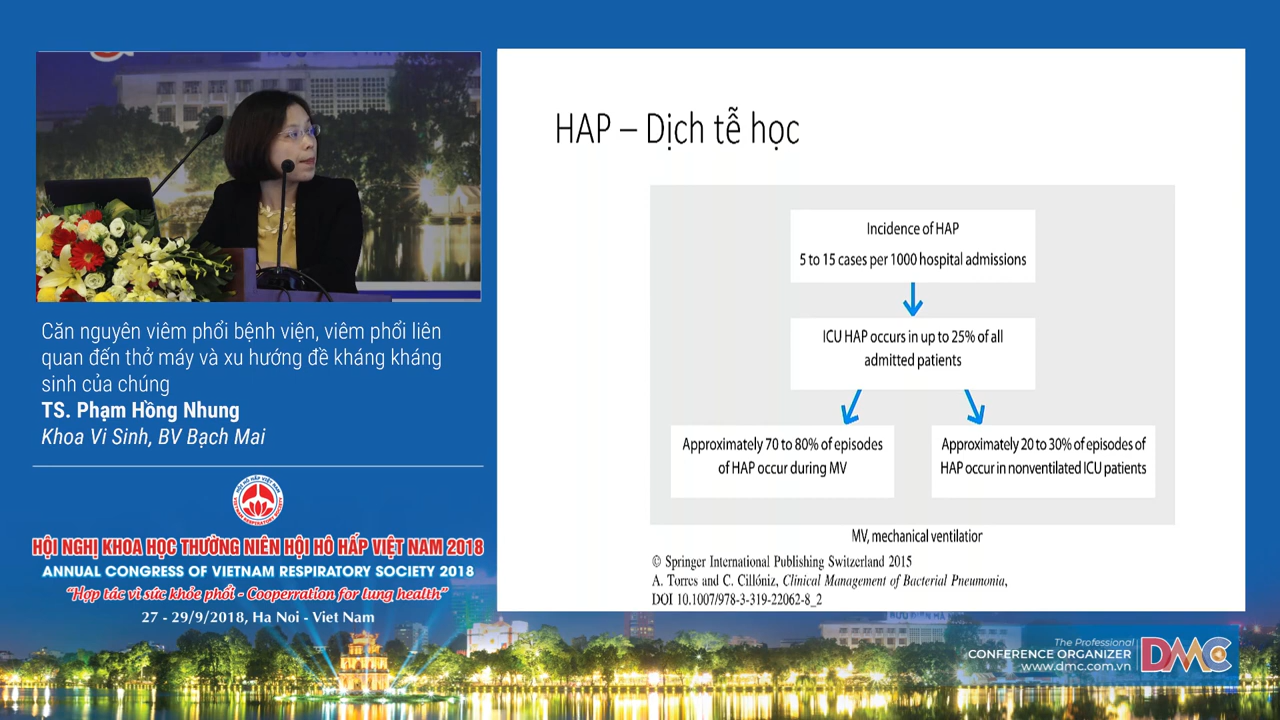 Căn nguyên viêm phổi bệnh viện, viêm phổi liên
quan đến thở máy và xu hướng đề kháng kháng
sinh của chúng
TS. Phạm Hồng Nhung
Khoa Vi Sinh, BV Bạch Mai
HỘI NGHỊ KHOA HỌC THƯỜNG NIÊN HỘI HÔ HẤP VIỆT NAM 2018
ANNUAL CONGRESS OF VIETNAM RESPIRATORY SOCIETY 2018
"Hợp tác vì sức khỏe phổi - Cooperration for lung health"
27 - 29/9/2018, Ha Noi - Viet Nam
HAP – Dịch tễ học
Incidence of HAP
5 to 15 cases per 1000 hospital admissions
ICU HAP occurs in up to 25% of all
admitted patients
Approximately 70 to 80% of episodes
of HAP occur during MV
Approximately 20 to 30% of episodes of
HAP occur in nonventilated ICU patients
MV, mechanical ventilation
© Springer International Publishing Switzerland 2015
A. Torres and C. Cillóniz, Clinical Management of Bacterial Pneumonia,
DOI 10.1007/978-3-319-22062-8_2
The Professional
CONFERENCE ORGANIZER
www.dmc.com.vn
DMC